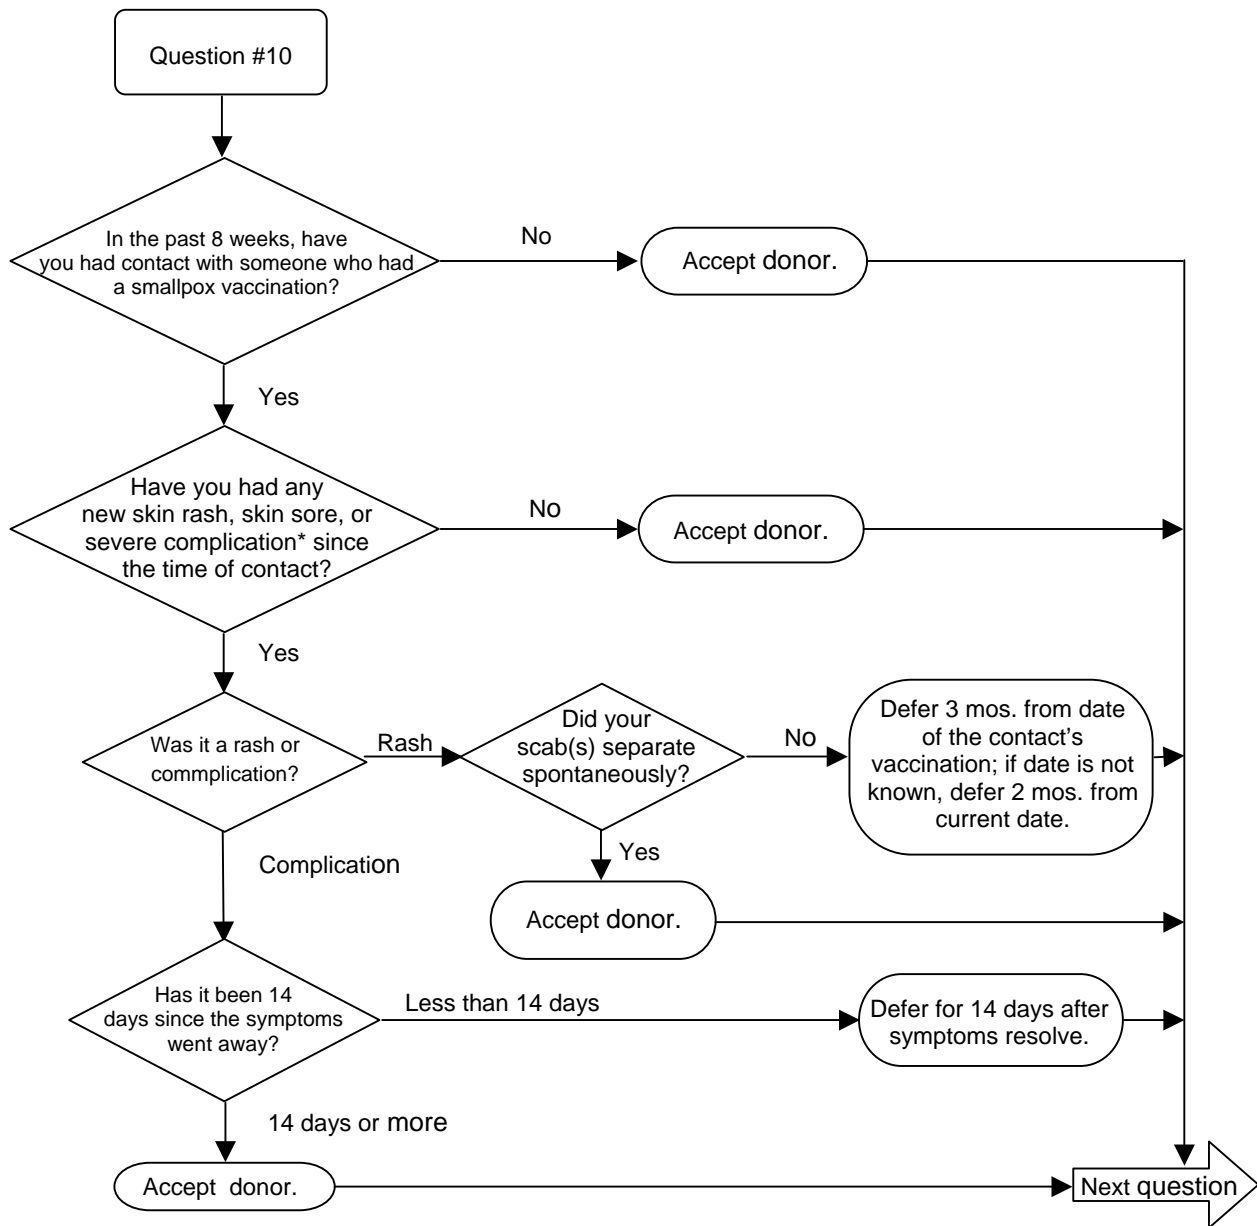 Question #10
In the past 8 weeks, have
you had contact with someone who had
a smallpox vaccination?
No
Accept donor.
Yes
Have you had any
new skin rash, skin sore, or
severe complication* since
the time of contact?
No
Accept donor.
Yes
Was it a rash or
commplication?
Rash
Did your
scab(s) separate
spontaneously?
No
Defer 3 mos. from date
of the contact's
vaccination; if date is not
known, defer 2 mos. from
current date.
Yes
Accept donor.
Complication
Has it been 14
days since the symptoms
went away?
Less than 14 days
Defer for 14 days after
symptoms resolve.
14 days or more
Accept donor.
Next question